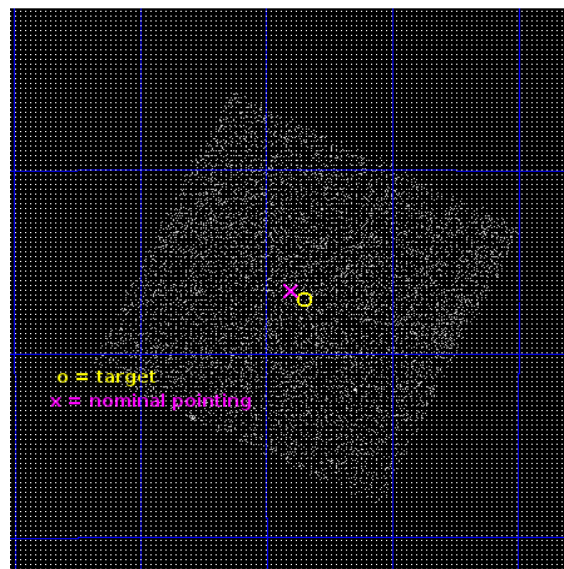 o = target
x = nominal pointing